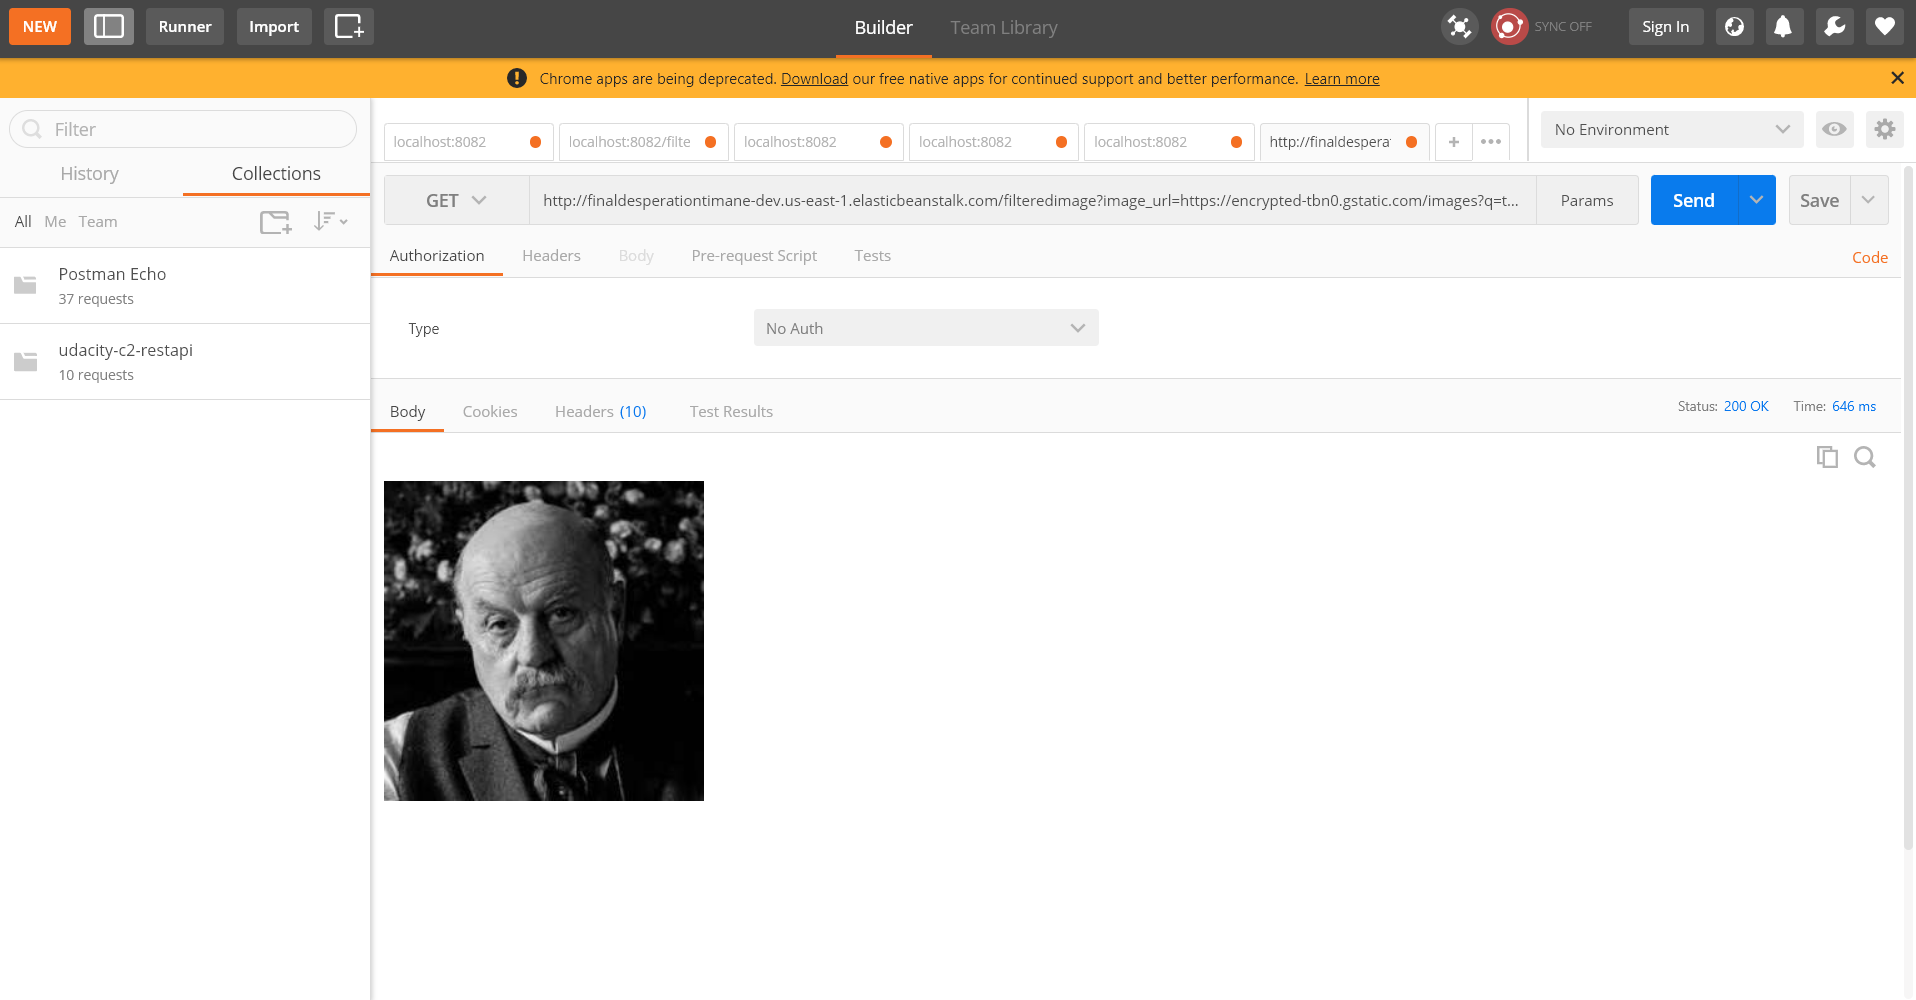 NEW Runner Import Builder Team Library SYNC OFF Sign In
! Chrome apps are being deprecated. Download our free native apps for continued support and better performance. Learn more
Filter
History Collections
All Me Team
Postman Echo
37 requests
udacity-c2-restapi
10 requests
localhost:8082 localhost:8082/filte localhost:8082 localhost:8082 localhost:8082 http://finaldespera + ••• No Environment
GET http://finaldesperationtimane-dev.us-east-1.elasticbeanstalk.com/filteredimage?image_url=https://encrypted-tbn0.gstatic.com/images?q=t... Params Send Save
Authorization Headers Body Pre-request Script Tests Code
Type No Auth
Body Cookies Headers (10) Test Results Status: 200 OK Time: 646 ms